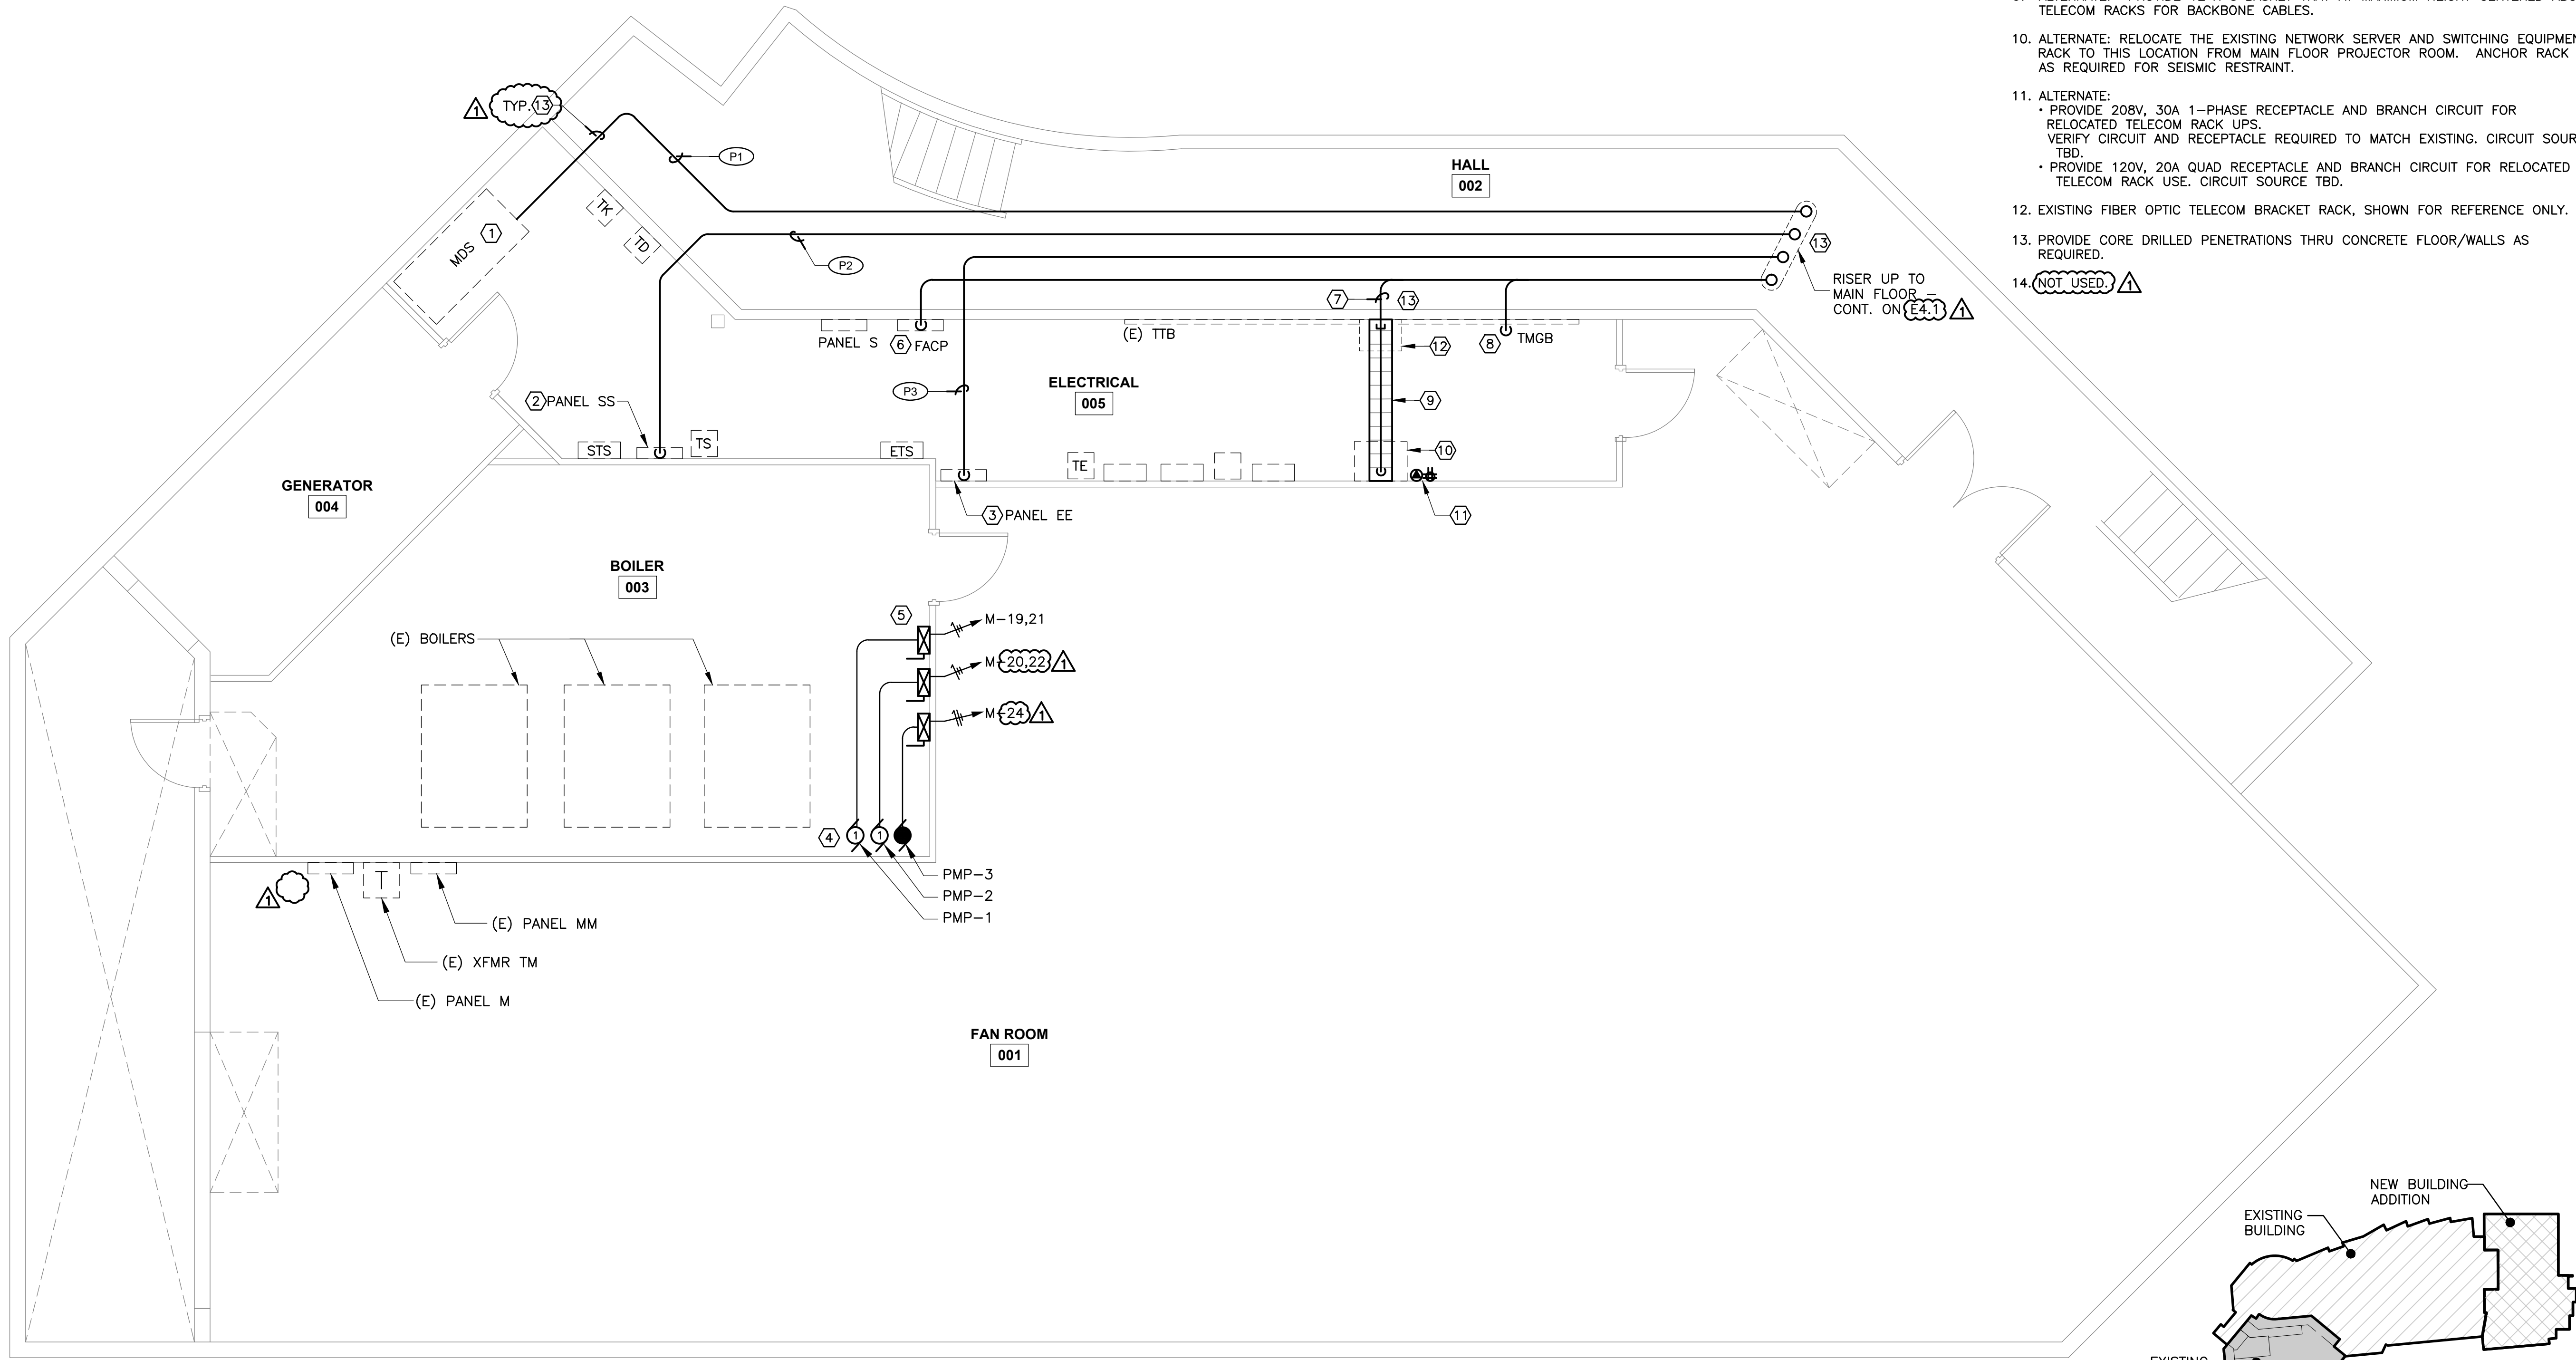 TELECOM RACKS FOR BACKBONE CABLES.
10. ALTERNATE: RELOCATE THE EXISTING NETWORK SERVER AND SWITCHING
RACK TO THIS LOCATION FROM MAIN FLOOR PROJECTOR ROOM. ANCHOR RACK
AS REQUIRED FOR SEISMIC RESTRAINT.
11. ALTERNATE:
• PROVIDE 208V, 30A 1-PHASE RECEPTACLE AND BRANCH CIRCUIT FOR
RELOCATED TELECOM RACK UPS.
VERIFY CIRCUIT AND RECEPTACLE REQUIRED TO MATCH EXISTING. CIRCUIT
TBD.
• PROVIDE 120V, 20A QUAD RECEPTACLE AND BRANCH CIRCUIT FOR RELOCATED
TELECOM RACK USE. CIRCUIT SOURCE TBD.
12. EXISTING FIBER OPTIC TELECOM BRACKET RACK, SHOWN FOR REFERENCE ONLY.
13. PROVIDE CORE DRILLED PENETRATIONS THRU CONCRETE FLOOR/WALLS AS
REQUIRED.
14. NOT USED. 1
1 TYP. 13
P1
HALL
002
TK
TD
MDS 1
P2
13
RISER UP TO
MAIN FLOOR –
CONT. ON E4.1 1
7 13
PANEL S 6 FACP
(E) TTB
12
8 TMGB
P3
ELECTRICAL
005
9
2 PANEL SS
STS
TS
ETS
TE
10
GENERATOR
004
3 PANEL EE
11
BOILER
003
5
M-19,21
(E) BOILERS
M-20,22 1
M-24 1
4 1 1
PMP-3
PMP-2
PMP-1
1
T
(E) PANEL MM
(E) XFMR TM
(E) PANEL M
FAN ROOM
001
NEW BUILDING
ADDITION
EXISTING
BUILDING
EXISTING